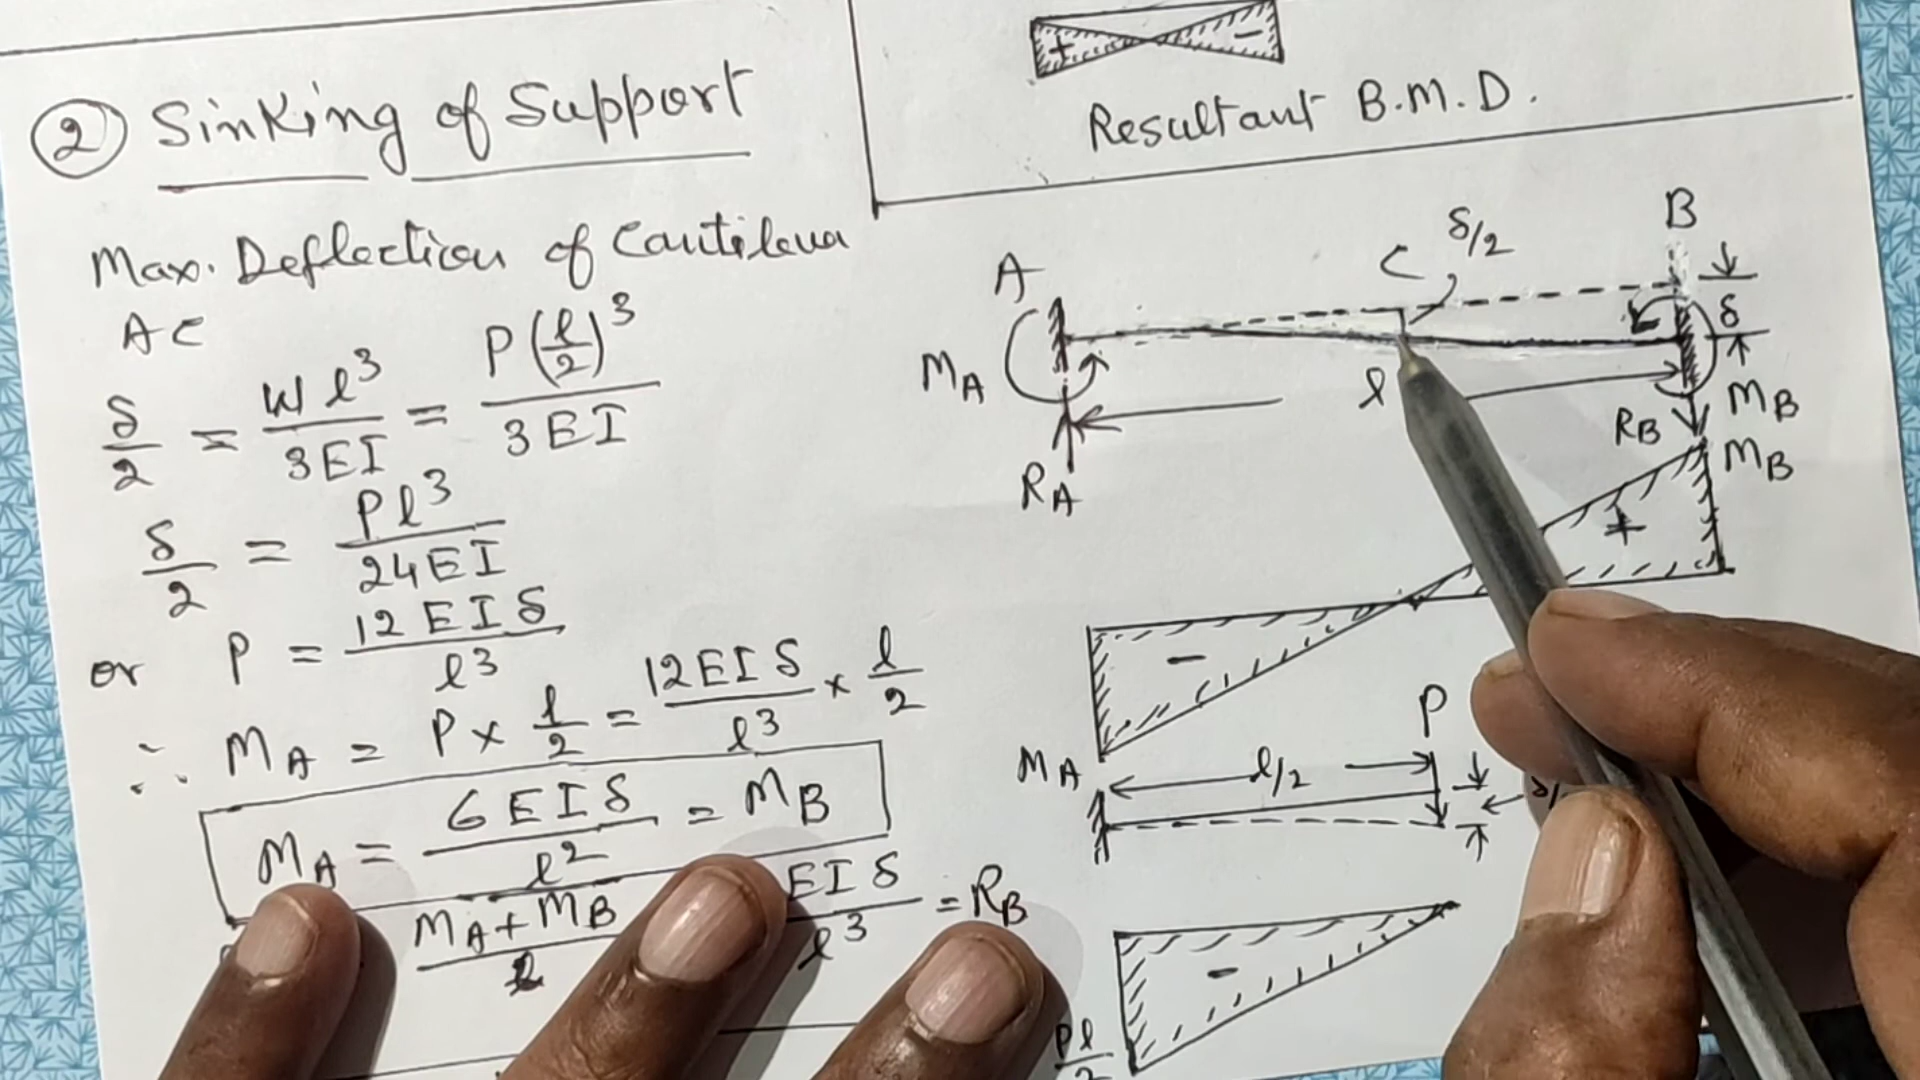 + -
Resultant B.M.D.
② Sinking of Support
Max. Deflection of Cantileva
AC
δ/2 = Wl³/3EI = P(l/2)³/3EI
δ/2 = Pl³/24EI
or P = 12EIδ/l³
∴ MA = P × l/2 = 12EIδ/l³ × l/2
MA = 6EIδ/l² = MB
MA+MB/l EIδ/l³ = RB
A C δ/2 B
δ
MA l MB
RA RB
MB
+
-
MA
P
l/2
-
Pl/2